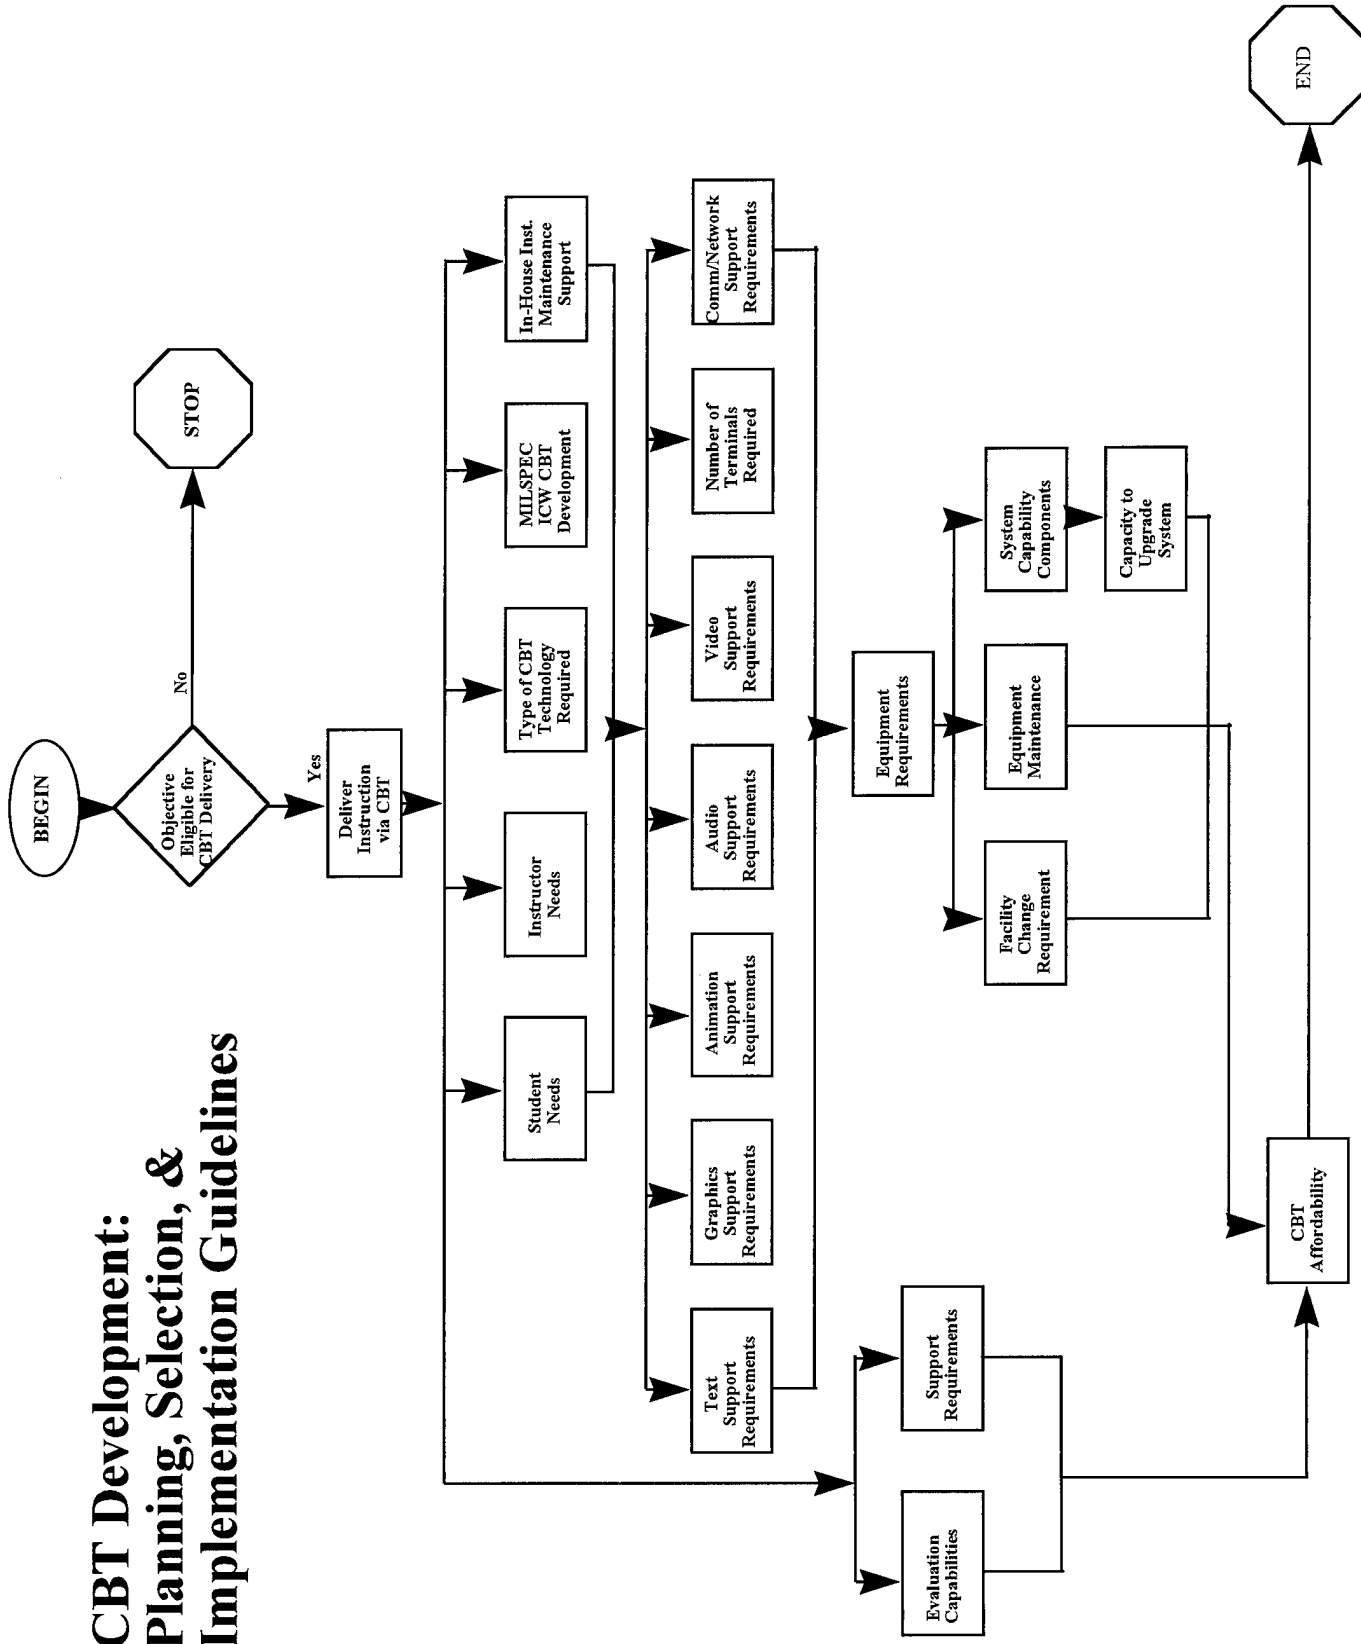 CBT Development:
Planning, Selection, &
Implementation Guidelines
BEGIN
Objective
Eligible for
CBT Delivery
No
STOP
Yes
Deliver
Instruction
via CBT
Student
Needs
Instructor
Needs
Type of CBT
Technology
Required
MILSPEC
ICW CBT
Development
In-House Inst.
Maintenance
Support
Text
Support
Requirements
Graphics
Support
Requirements
Animation
Support
Requirements
Audio
Support
Requirements
Video
Support
Requirements
Number of
Terminals
Required
Comm/Network
Support
Requirements
Equipment
Requirements
Evaluation
Capabilities
Support
Requirements
Facility
Change
Requirement
Equipment
Maintenance
System
Capability
Components
Capacity to
Upgrade
System
CBT
Affordability
END